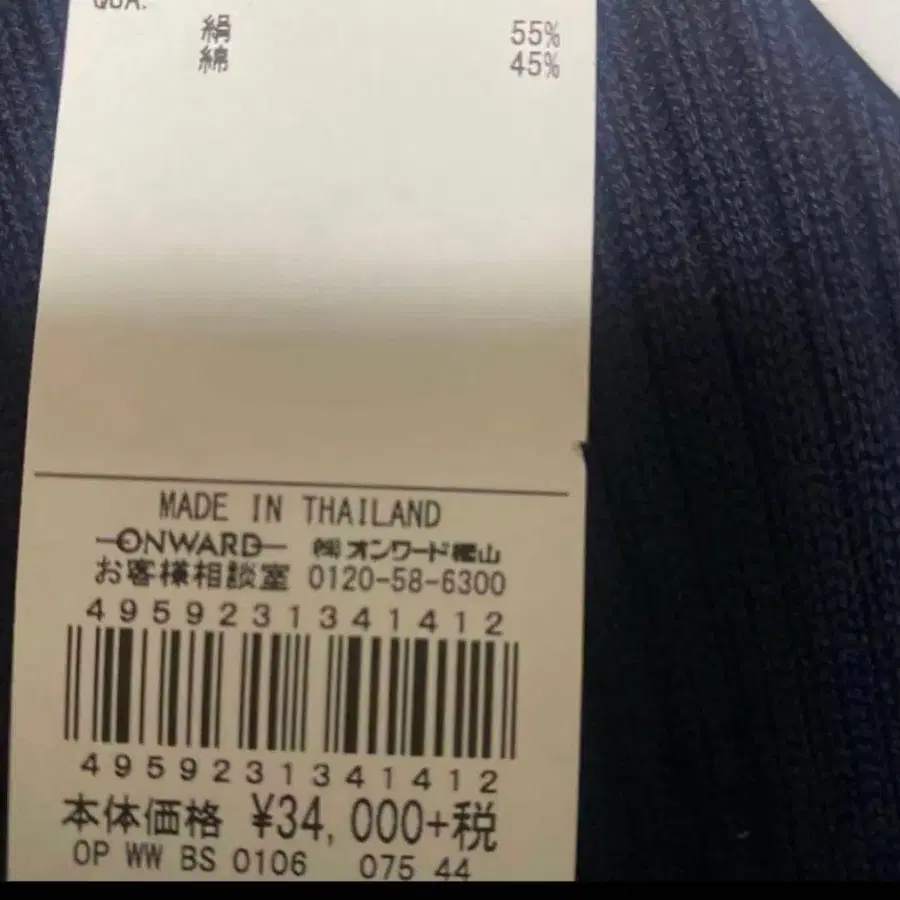 QUA.
絹 55%
綿 45%
MADE IN THAILAND
ONWARD ㈱オンワード樫山
お客様相談室 0120-58-6300
4959231341412
4959231341412
本体価格 ¥34,000+税
OP WW BS 0106 075 44